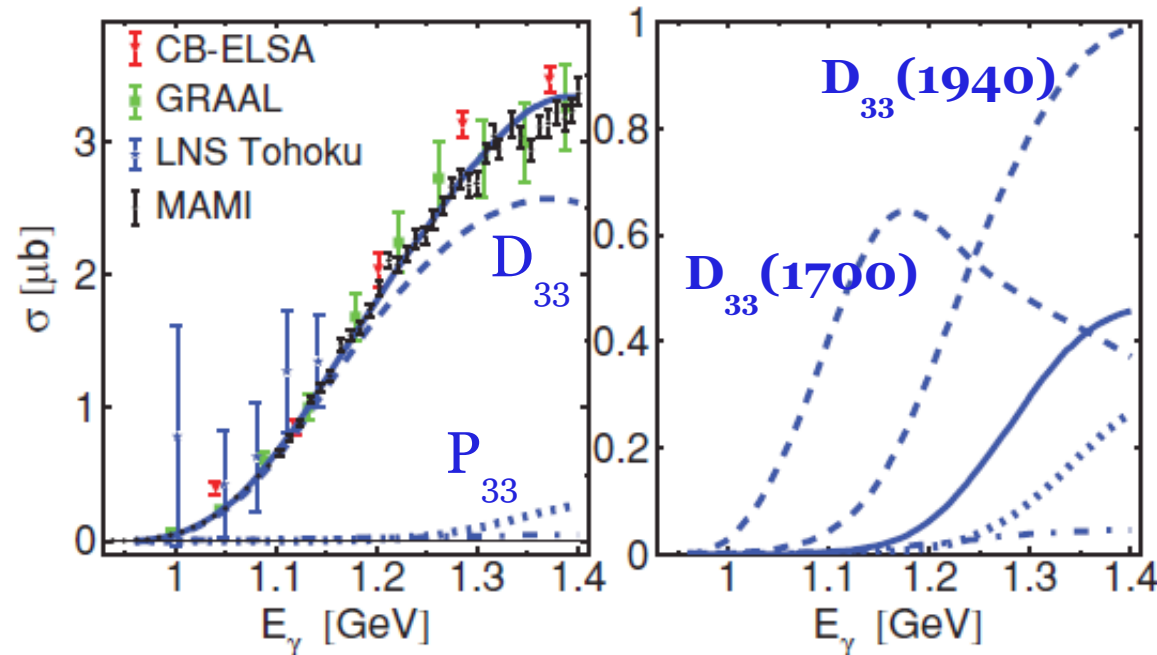 CB-ELSA
GRAAL
LNS Tohoku
MAMI
σ [μb]
3
2
1
0
D₃₃
P₃₃
1
1.1
1.2
1.3
1.4
E_γ [GeV]
1
0.8
0.6
0.4
0.2
0
D₃₃(1940)
D₃₃(1700)
1
1.1
1.2
1.3
1.4
E_γ [GeV]